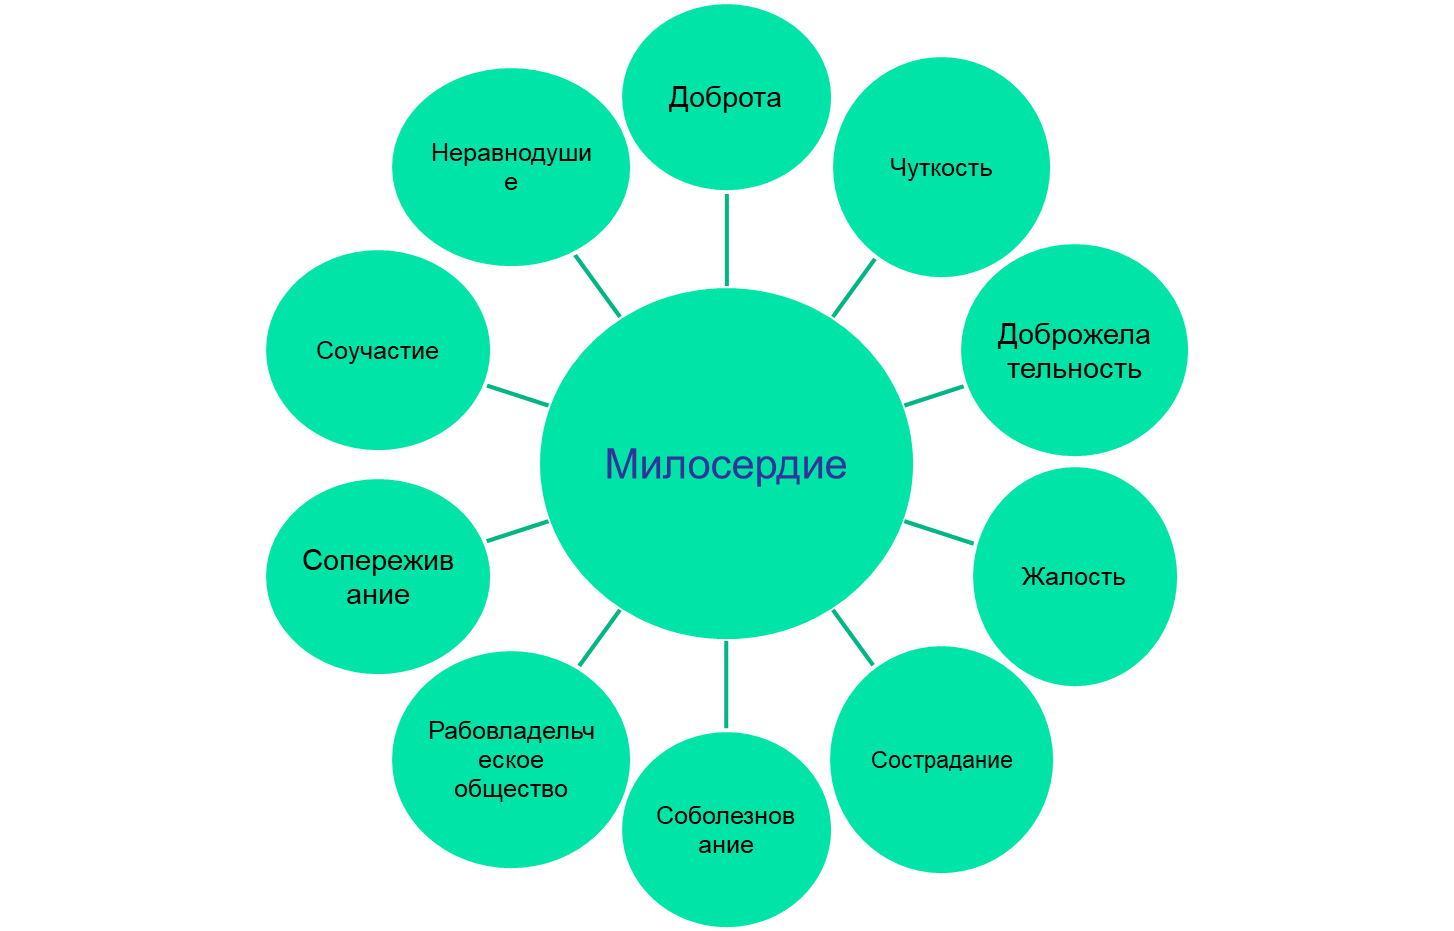 Доброта
Чуткость
Доброжела
тельность
Жалость
Сострадание
Соболезнов
ание
Рабовладельч
еское
общество
Сопережив
ание
Соучастие
Неравнодуши
е
Милосердие